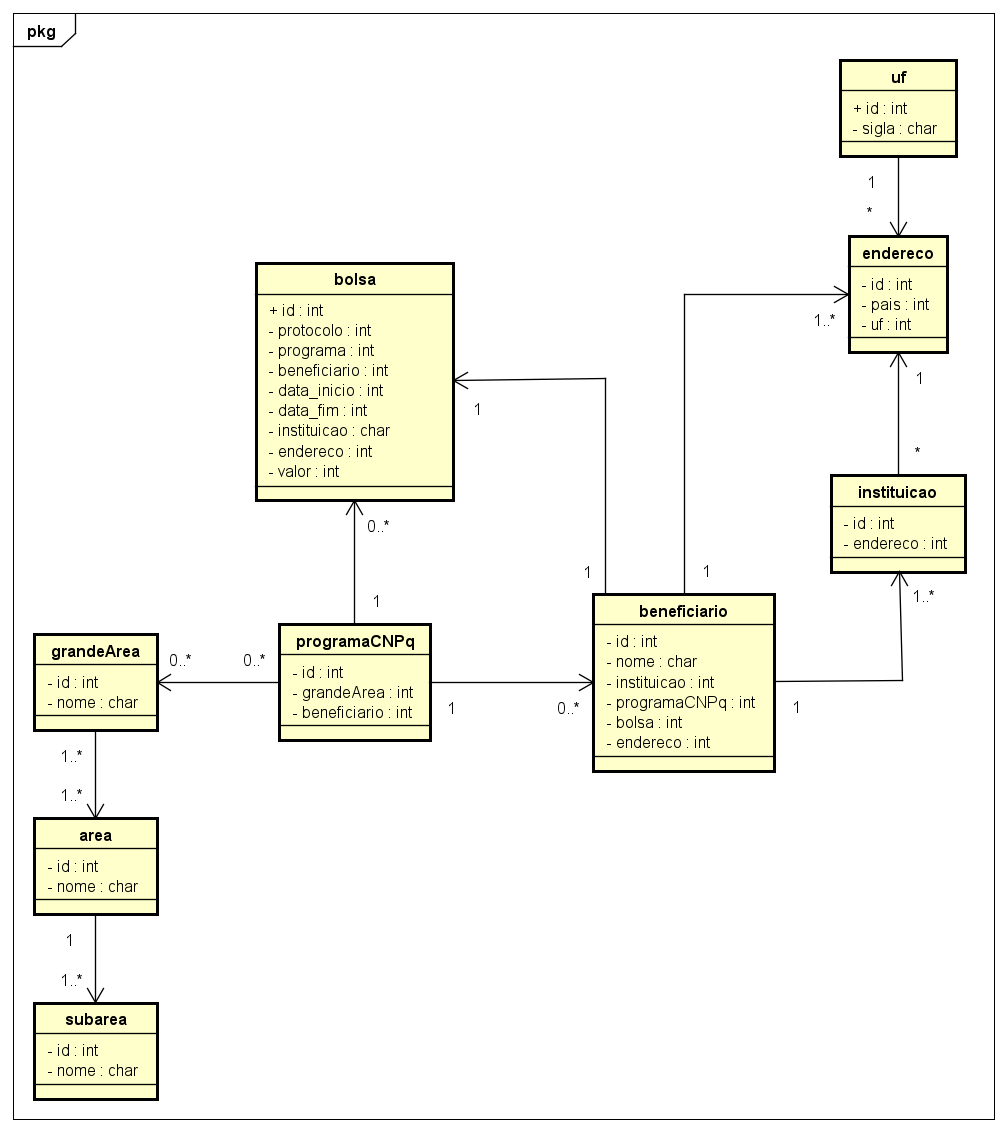 pkg
uf
+ id : int
- sigla : char
1
*
endereco
- id : int
- pais : int
- uf : int
1..*
1
*
bolsa
+ id : int
- protocolo : int
- programa : int
- beneficiario : int
- data_inicio : int
- data_fim : int
- instituicao : char
- endereco : int
- valor : int
1
0..*
1
instituicao
- id : int
- endereco : int
1..*
1
1
beneficiario
- id : int
- nome : char
- instituicao : int
- programaCNPq : int
- bolsa : int
- endereco : int
1
programaCNPq
- id : int
- grandeArea : int
- beneficiario : int
1
0..*
0..*
0..*
grandeArea
- id : int
- nome : char
1..*
1..*
area
- id : int
- nome : char
1
1..*
subarea
- id : int
- nome : char